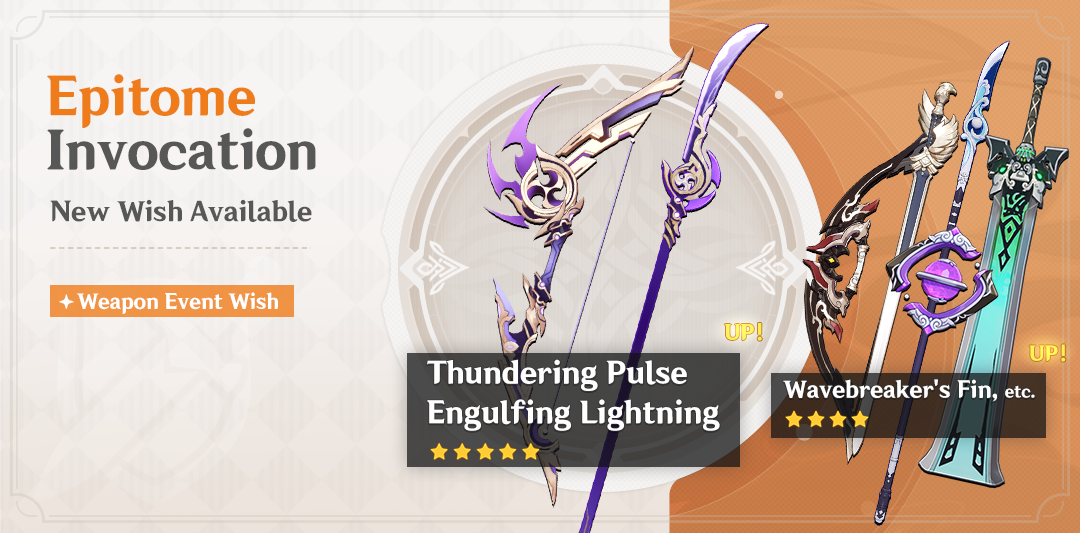 Epitome
Invocation
New Wish Available
Weapon Event Wish
UP!
Thundering Pulse
Engulfing Lightning
UP!
Wavebreaker's Fin, etc.